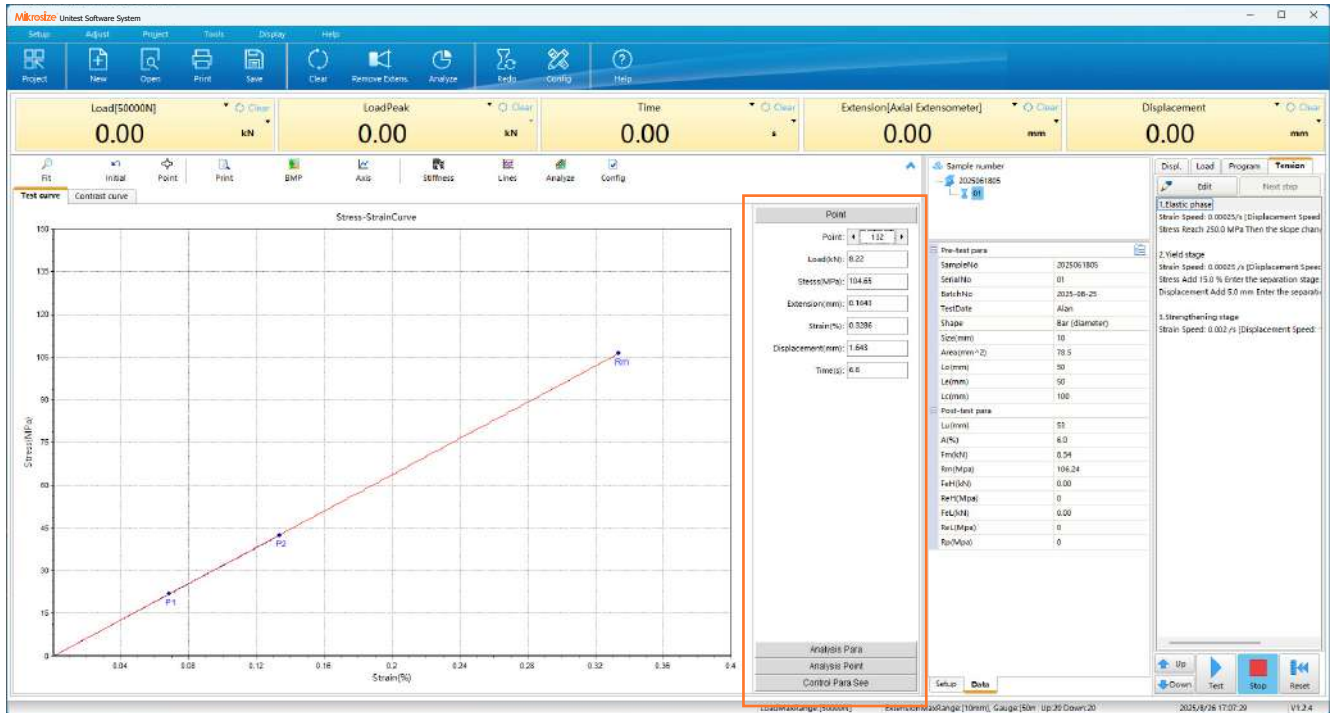 Mikrosize Unitest Software System
Setup Adjust Project Tools Display Help
Project New Open Print Save Clear Remove Extens. Analyze Redo Config Help
Load[50000N] Clear LoadPeak Clear Time Clear Extension[Axial Extensometer] Clear Displacement Clear
0.00 kN 0.00 kN 0.00 s 0.00 mm 0.00 mm
Fit Initial Point Print BMP Axis Stiffness Lines Analyze Config
Test curve Contrast curve
Stress-StrainCurve
Stress(MPa)
150
135
120
105
90
75
60
45
30
15
0
Rm
P2
P1
0.04 0.08 0.12 0.16 0.2 0.24 0.28 0.32 0.36 0.4
Strain(%)
Point
Point: 132
Load(kN): 8.22
Stesss(MPa): 104.65
Extension(mm): 0.1643
Strain(%): 0.3286
Displacement(mm): 1.643
Time(s): 6.6
Analysis Para
Analysis Point
Control Para See
Sample number
2025061805
01
Pre-test para
SampleNo 2025061805
SerialNo 01
BatchNo 2025-06-25
TestDate Alan
Shape Bar (diameter)
Size(mm) 10
Area(mm^2) 78.5
Lo(mm) 50
Le(mm) 50
Lc(mm) 100
Post-test para
Lu(mm) 53
A(%) 6.0
Fm(kN) 8.34
Rm(Mpa) 106.24
FeH(kN) 0.00
ReH(Mpa) 0
FeL(kN) 0.00
ReL(Mpa) 0
Rp(Mpa) 0
Setup Data
Displ. Load Program Tension
Edit Next step
1.Elastic phase
Strain Speed: 0.00025/s [Displacement Speed
Stress Reach 250.0 MPa Then the slope chan
2.Yield stage
Strain Speed: 0.00025 /s [Displacement Speed
Stress Add 15.0 % Enter the separation stage
Displacement Add 5.0 mm Enter the separati
3.Strengthening stage
Strain Speed: 0.002 /s [Displacement Speed:
Up
Down Test Stop Reset
LoadMaxRange:[50000N] ExtensionMaxRange:[10mm], Gauge:[50m Up:20 Down:20 2025/8/26 17:07:29 V1.2.4